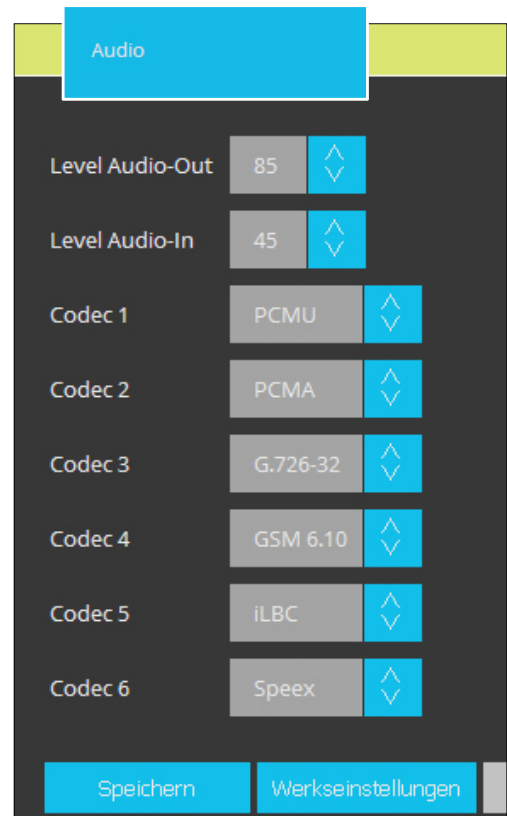 Audio
Level Audio-Out 85
Level Audio-In 45
Codec 1 PCMU
Codec 2 PCMA
Codec 3 G.726-32
Codec 4 GSM 6.10
Codec 5 iLBC
Codec 6 Speex
Speichern Werkseinstellungen